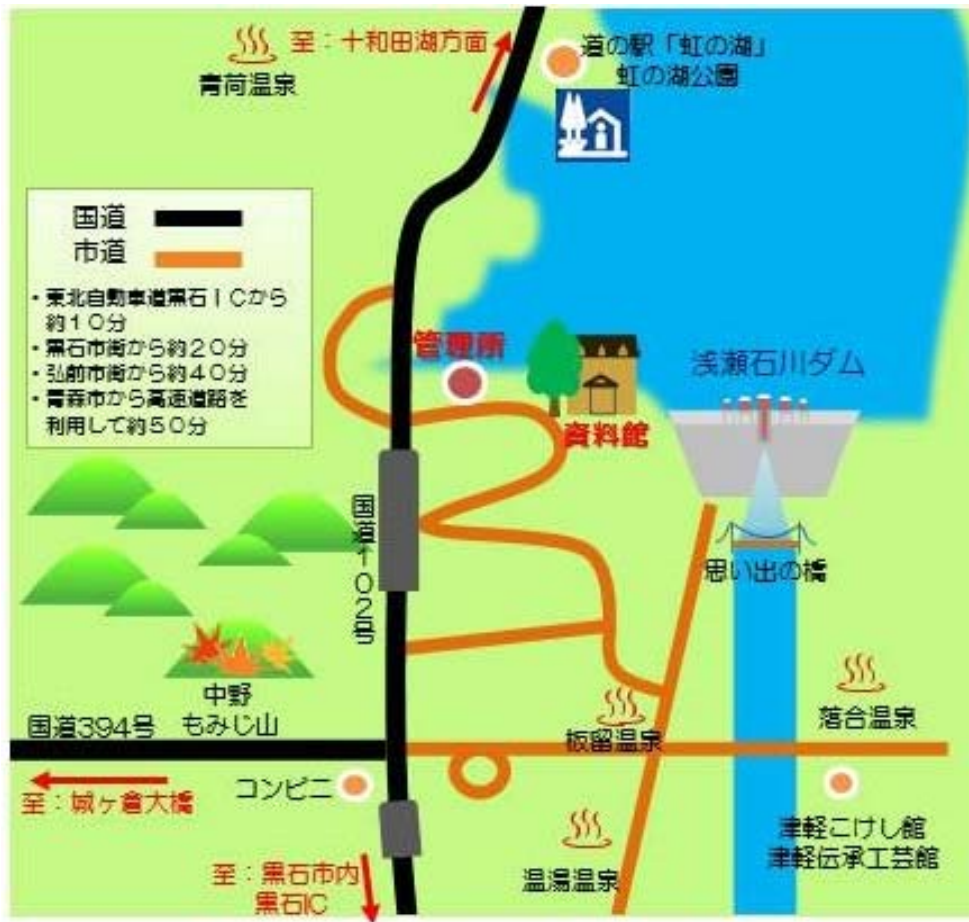 至：十和田湖方面
青荷温泉
道の駅「虹の湖」
虹の湖公園
国道
市道
・東北自動車道黒石ＩＣから
約１０分
・黒石市街から約２０分
・弘前市街から約４０分
・青森市から高速道路を
利用して約５０分
管理所
資料館
浅瀬石川ダム
国道１０２号
思い出の橋
中野
もみじ山
国道394号
板留温泉
落合温泉
コンビニ
至：城ヶ倉大橋
津軽こけし館
津軽伝承工芸館
温湯温泉
至：黒石市内
黒石IC